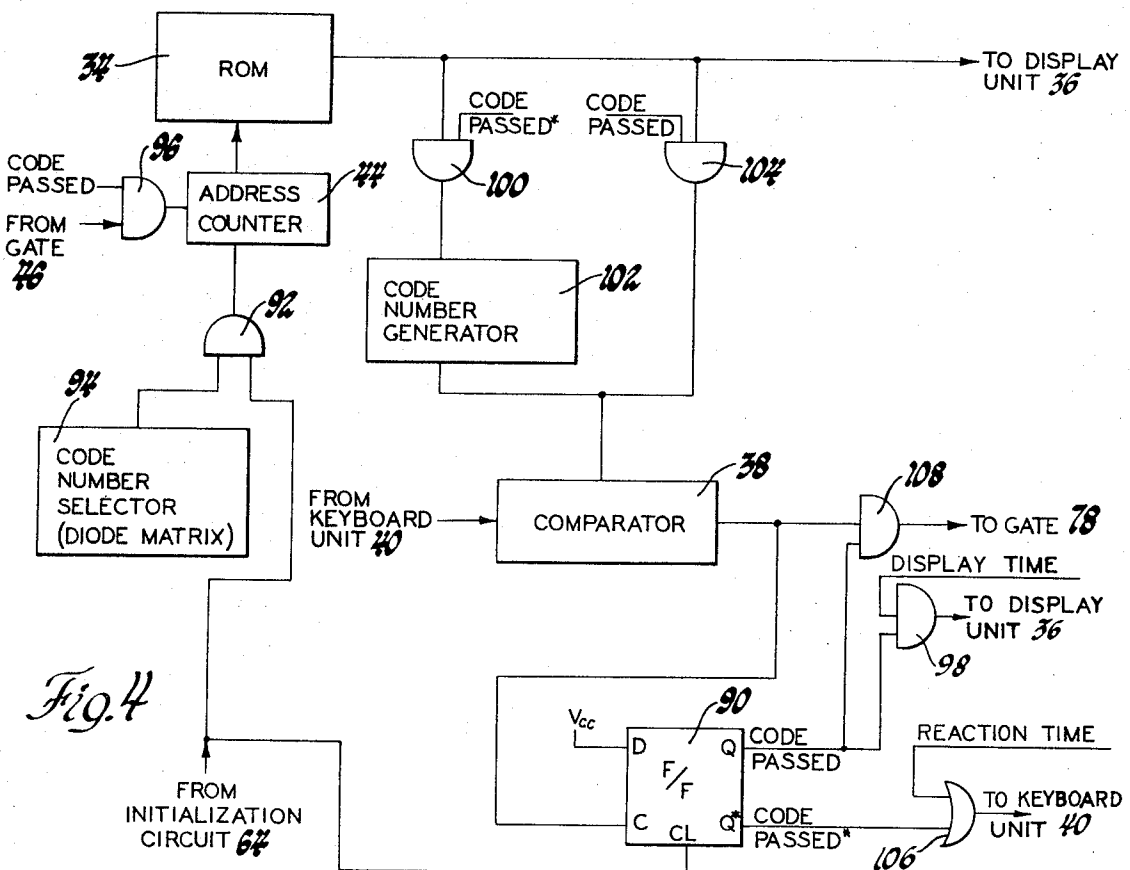 34
ROM
TO DISPLAY
UNIT 36
CODE
PASSED*
CODE
PASSED
100
104
96
CODE
PASSED
FROM
GATE
46
ADDRESS
COUNTER
44
92
CODE
NUMBER
GENERATOR
102
94
CODE
NUMBER
SELECTOR
(DIODE MATRIX)
FROM
KEYBOARD
UNIT 40
COMPARATOR
38
108
TO GATE 78
DISPLAY TIME
TO DISPLAY
UNIT 36
98
Fig. 4
FROM
INITIALIZATION
CIRCUIT 64
Vcc
90
D
Q
F/F
C
Q*
CL
CODE
PASSED
CODE
PASSED*
REACTION TIME
TO KEYBOARD
UNIT 40
106